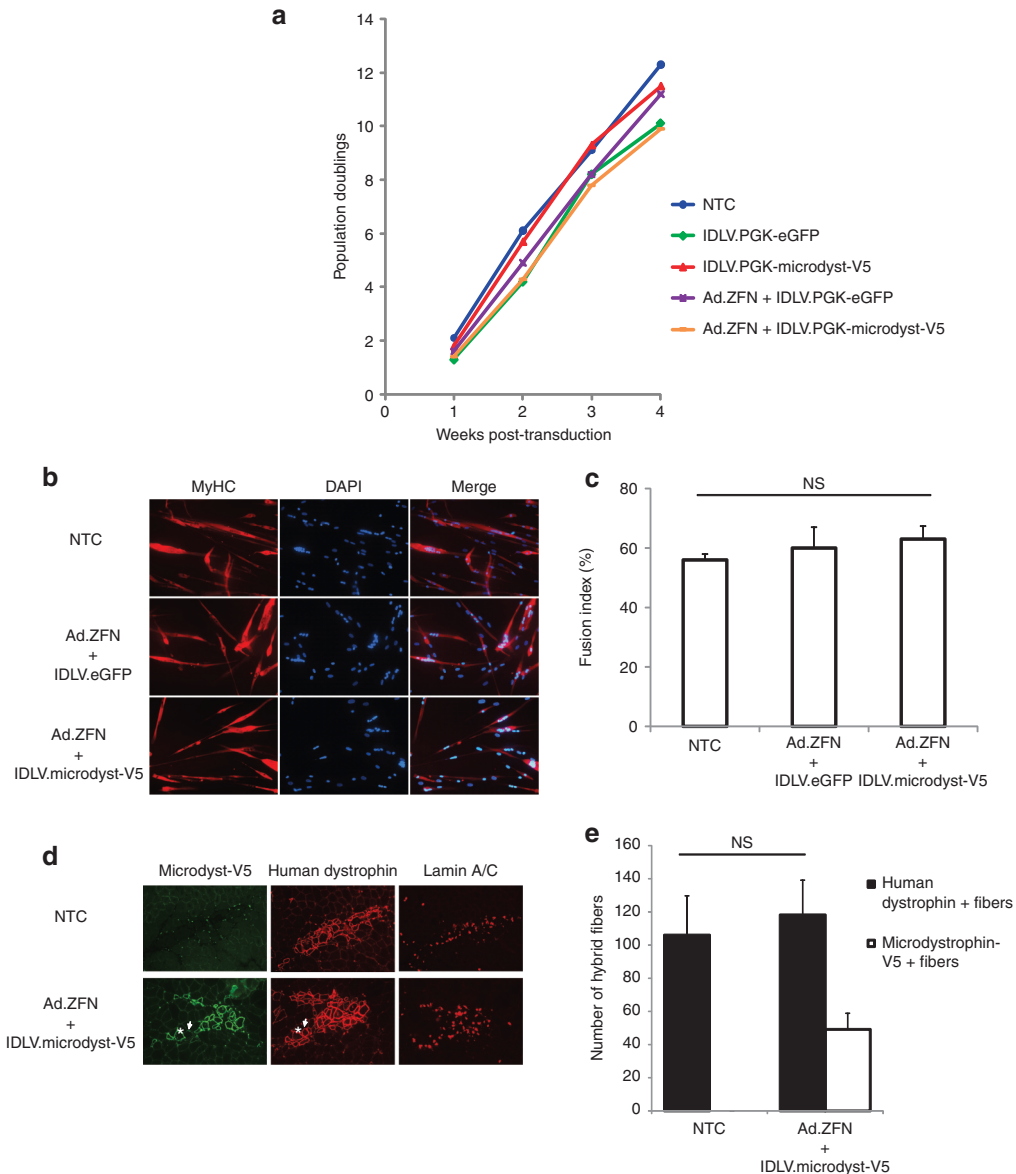 a
14
12
10
8
6
4
2
0
Population doublings
0 1 2 3 4
Weeks post-transduction
NTC
IDLV.PGK-eGFP
IDLV.PGK-microdyst-V5
Ad.ZFN + IDLV.PGK-eGFP
Ad.ZFN + IDLV.PGK-microdyst-V5
b
MyHC DAPI Merge
NTC
Ad.ZFN
+
IDLV.eGFP
Ad.ZFN
+
IDLV.microdyst-V5
c
80
60
40
20
0
Fusion index (%)
NS
NTC
Ad.ZFN
+
IDLV.eGFP
Ad.ZFN
+
IDLV.microdyst-V5
d
Microdyst-V5 Human dystrophin Lamin A/C
NTC
Ad.ZFN
+
IDLV.microdyst-V5
* *
e
160
140
120
100
80
60
40
20
0
Number of hybrid fibers
NS
Human
dystrophin + fibers
Microdystrophin-
V5 + fibers
NTC
Ad.ZFN
+
IDLV.microdyst-V5